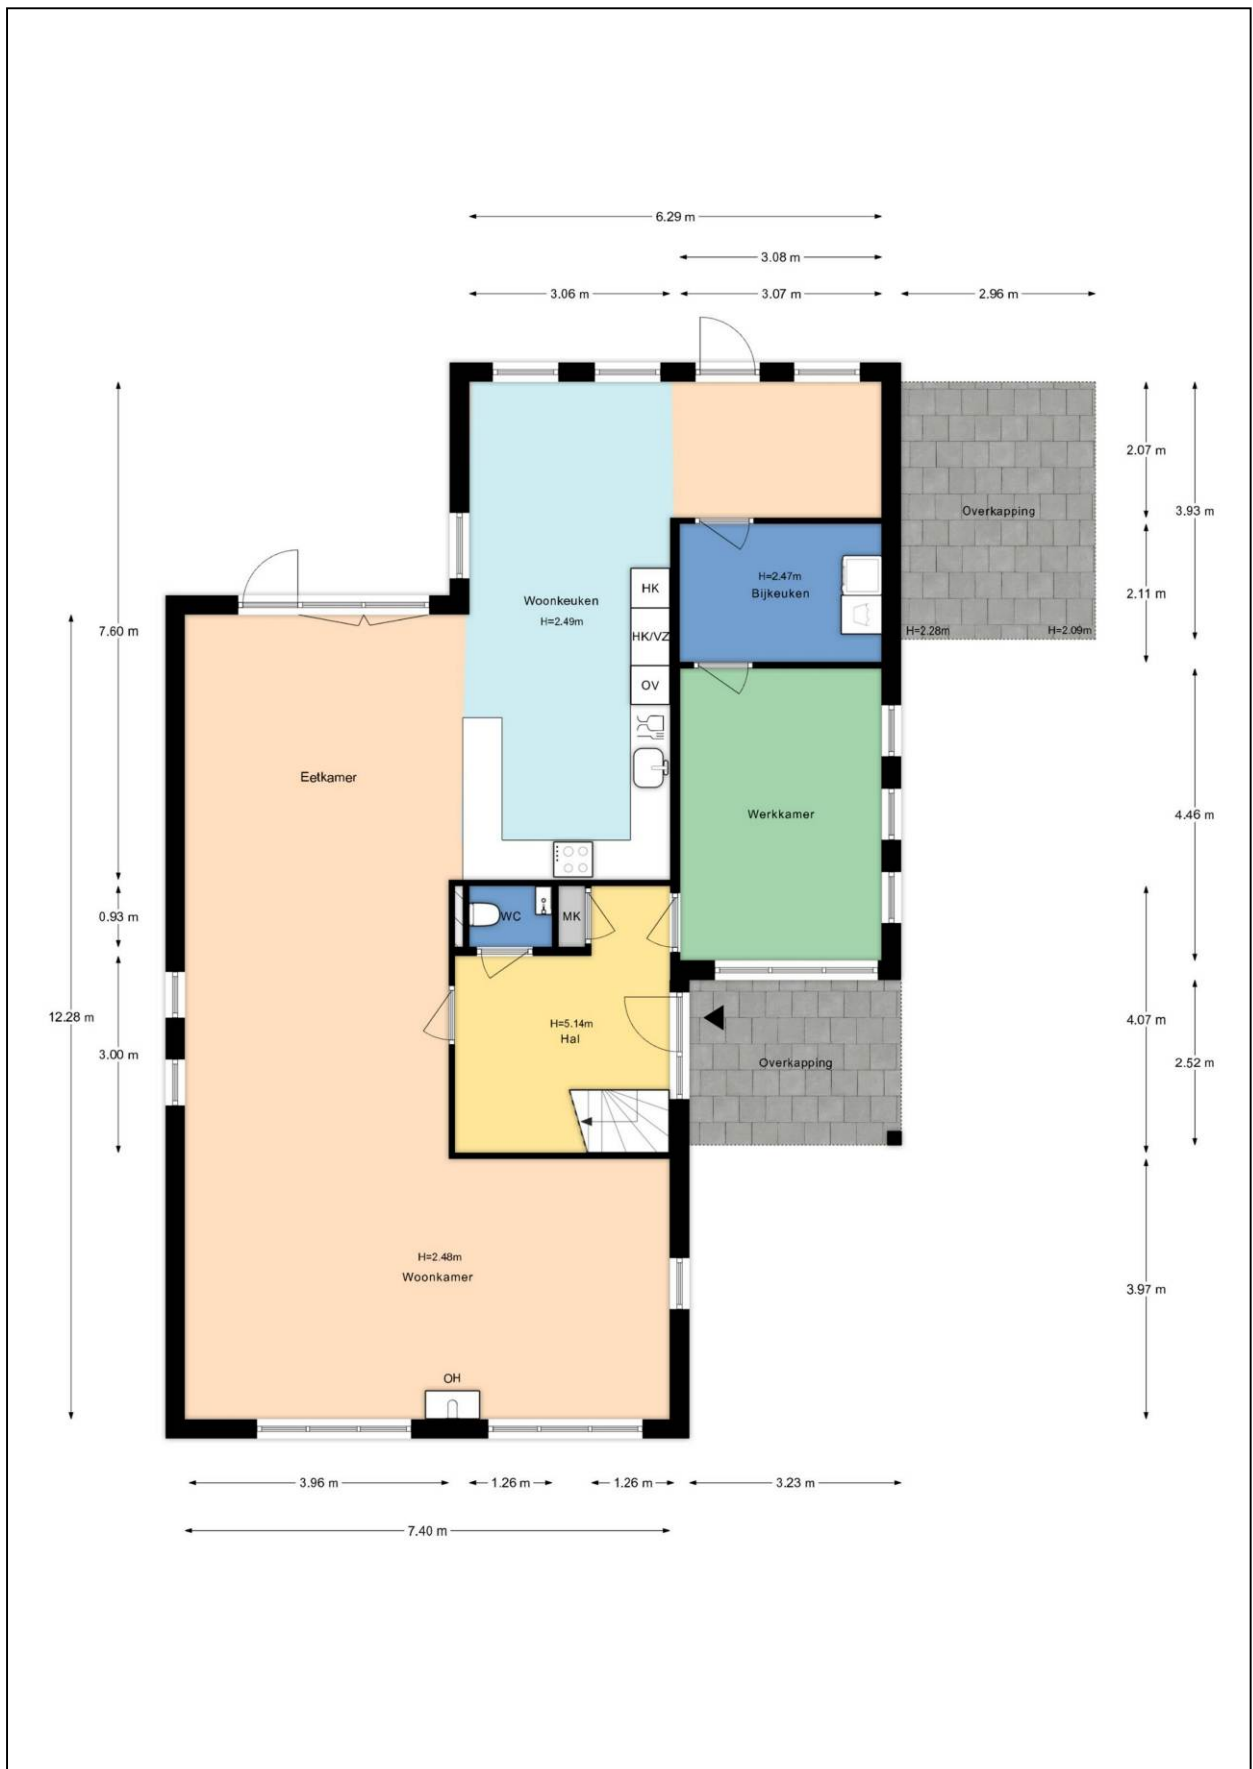 6.29 m
3.08 m
3.06 m
3.07 m
2.96 m
2.07 m
3.93 m
Overkapping
H=2.47m
Bijkeuken
HK
2.11 m
Woonkeuken
H=2.49m
7.60 m
H=2.28m
H=2.09m
HK/VZ
OV
Eetkamer
Werkkamer
4.46 m
0.93 m
WC
MK
12.28 m
H=5.14m
Hal
4.07 m
3.00 m
Overkapping
2.52 m
H=2.48m
Woonkamer
3.97 m
OH
3.96 m
1.26 m
1.26 m
3.23 m
7.40 m